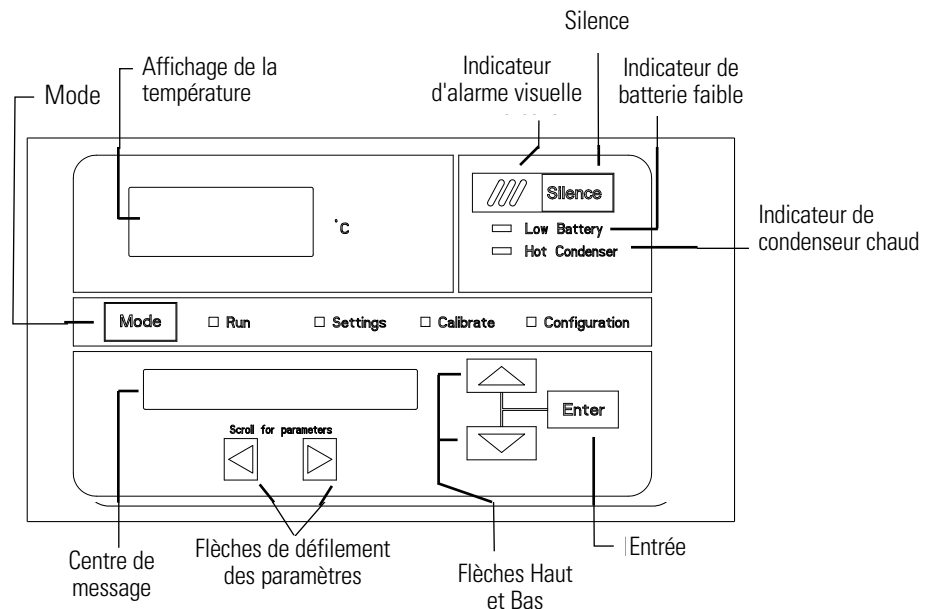 Silence
Affichage de la
température
Indicateur
d'alarme visuelle
Indicateur de
batterie faible
Mode
Silence
°C
Low Battery
Hot Condenser
Indicateur de
condenseur chaud
Mode
Run
Settings
Calibrate
Configuration
Enter
Scroll for parameters
Centre de
message
Flèches de défilement
des paramètres
Flèches Haut
et Bas
Entrée